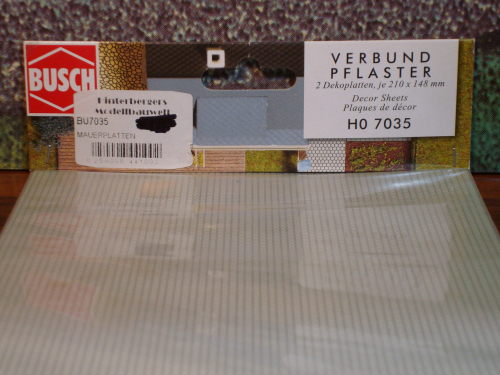 BUSCH
Hinterbergers
Modellbauwelt
BU7035
MAUERPLATTEN
VERBUND
PFLASTER
2 Dekoplatten, je 210 x 148 mm
Decor Sheets
Plaques de décor
H0 7035